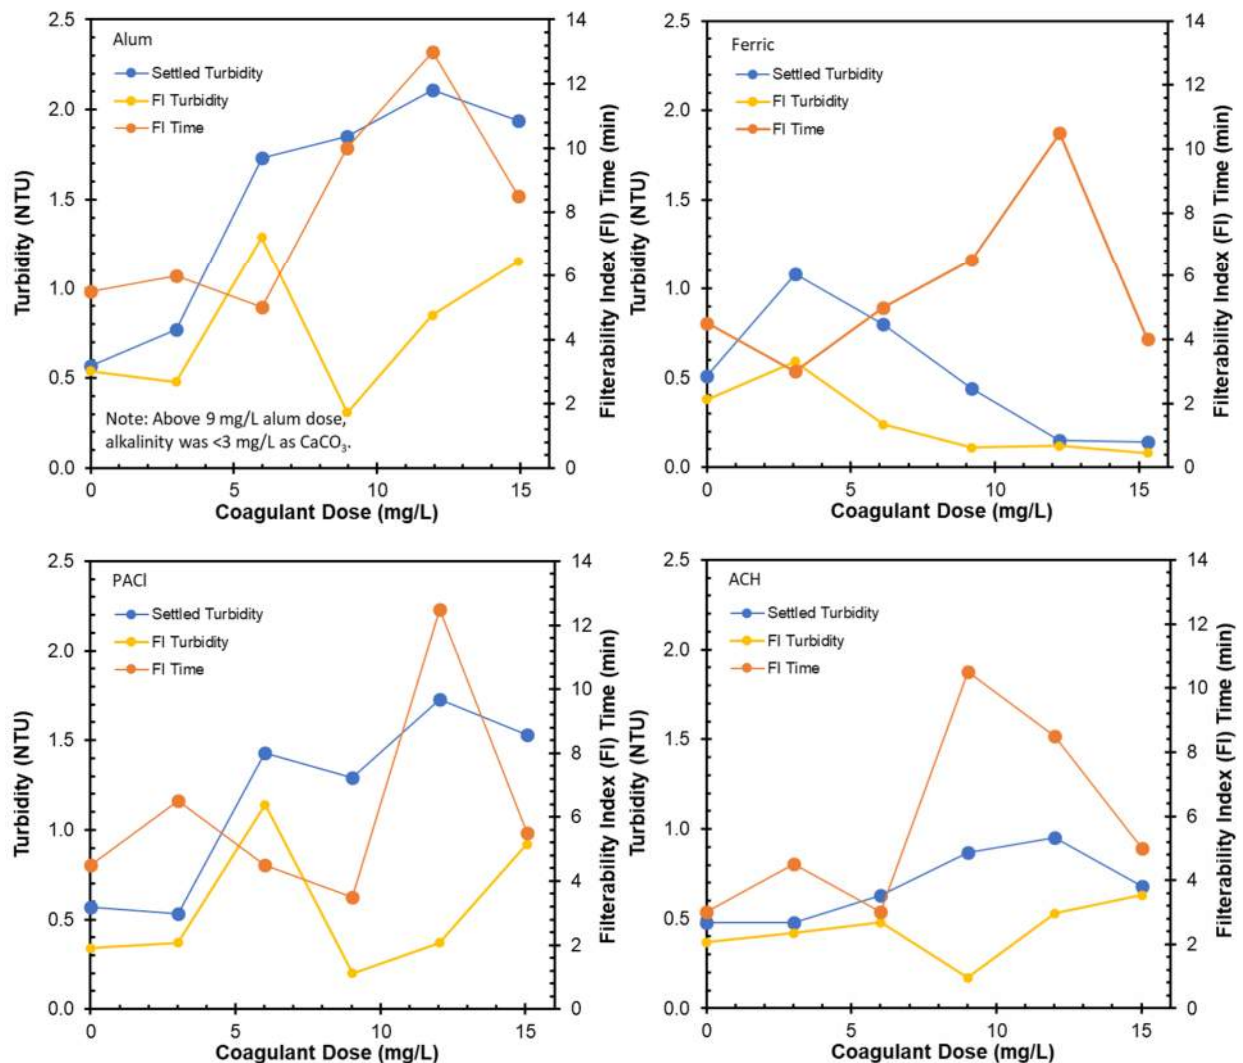 Alum
Settled Turbidity
FI Turbidity
FI Time
Note: Above 9 mg/L alum dose,
alkalinity was <3 mg/L as CaCO₃.
2.5
2.0
1.5
1.0
0.5
0.0
Turbidity (NTU)
0 5 10 15
Coagulant Dose (mg/L)
14
12
10
8
6
4
2
0
Filterability Index (FI) Time (min)
Ferric
Settled Turbidity
FI Turbidity
FI Time
2.5
2.0
1.5
1.0
0.5
0.0
Turbidity (NTU)
0 5 10 15
Coagulant Dose (mg/L)
14
12
10
8
6
4
2
0
Filterability Index (FI) Time (min)
PACl
Settled Turbidity
FI Turbidity
FI Time
2.5
2.0
1.5
1.0
0.5
0.0
Turbidity (NTU)
0 5 10 15
Coagulant Dose (mg/L)
14
12
10
8
6
4
2
0
Filterability Index (FI) Time (min)
ACH
Settled Turbidity
FI Turbidity
FI Time
2.5
2.0
1.5
1.0
0.5
0.0
Turbidity (NTU)
0 5 10 15
Coagulant Dose (mg/L)
14
12
10
8
6
4
2
0
Filterability Index (FI) Time (min)